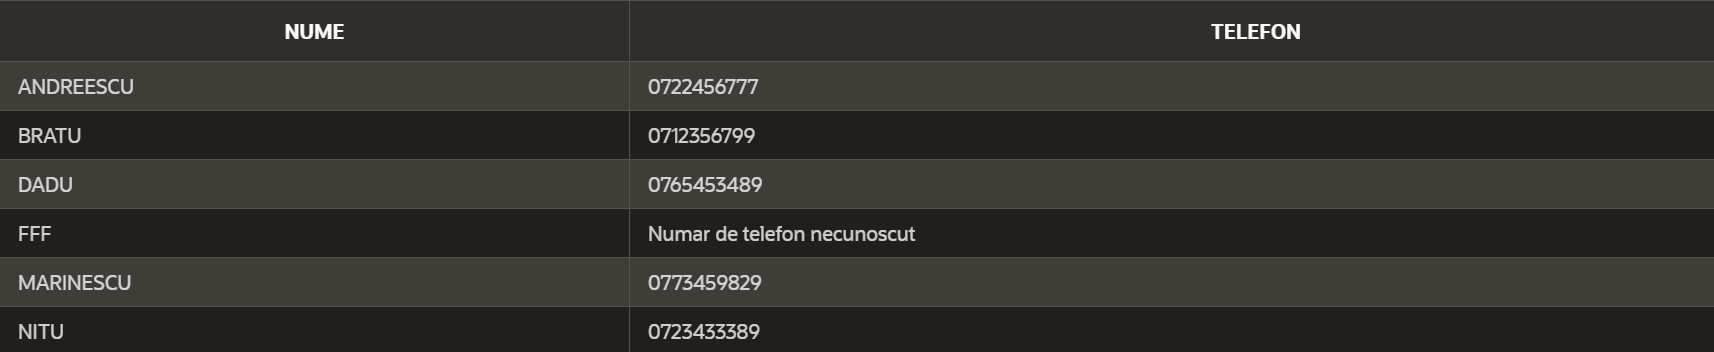 NUME TELEFON
ANDREESCU 0722456777
BRATU 0712356799
DADU 0765453489
FFF Numar de telefon necunoscut
MARINESCU 0773459829
NITU 0723433389